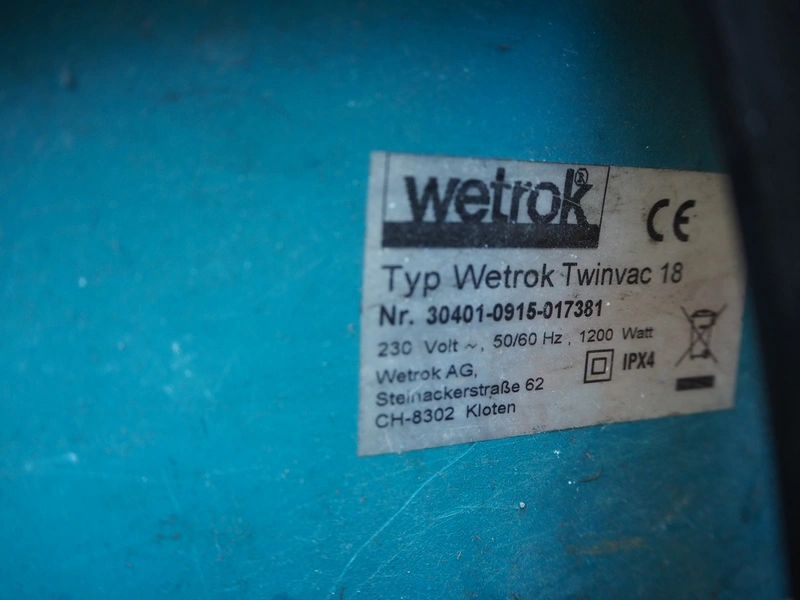 wetrok®
CE
Typ Wetrok Twinvac 18
Nr. 30401-0915-017381
230 Volt ~, 50/60 Hz , 1200 Watt
IPX4
Wetrok AG,
Steinackerstraße 62
CH-8302 Kloten